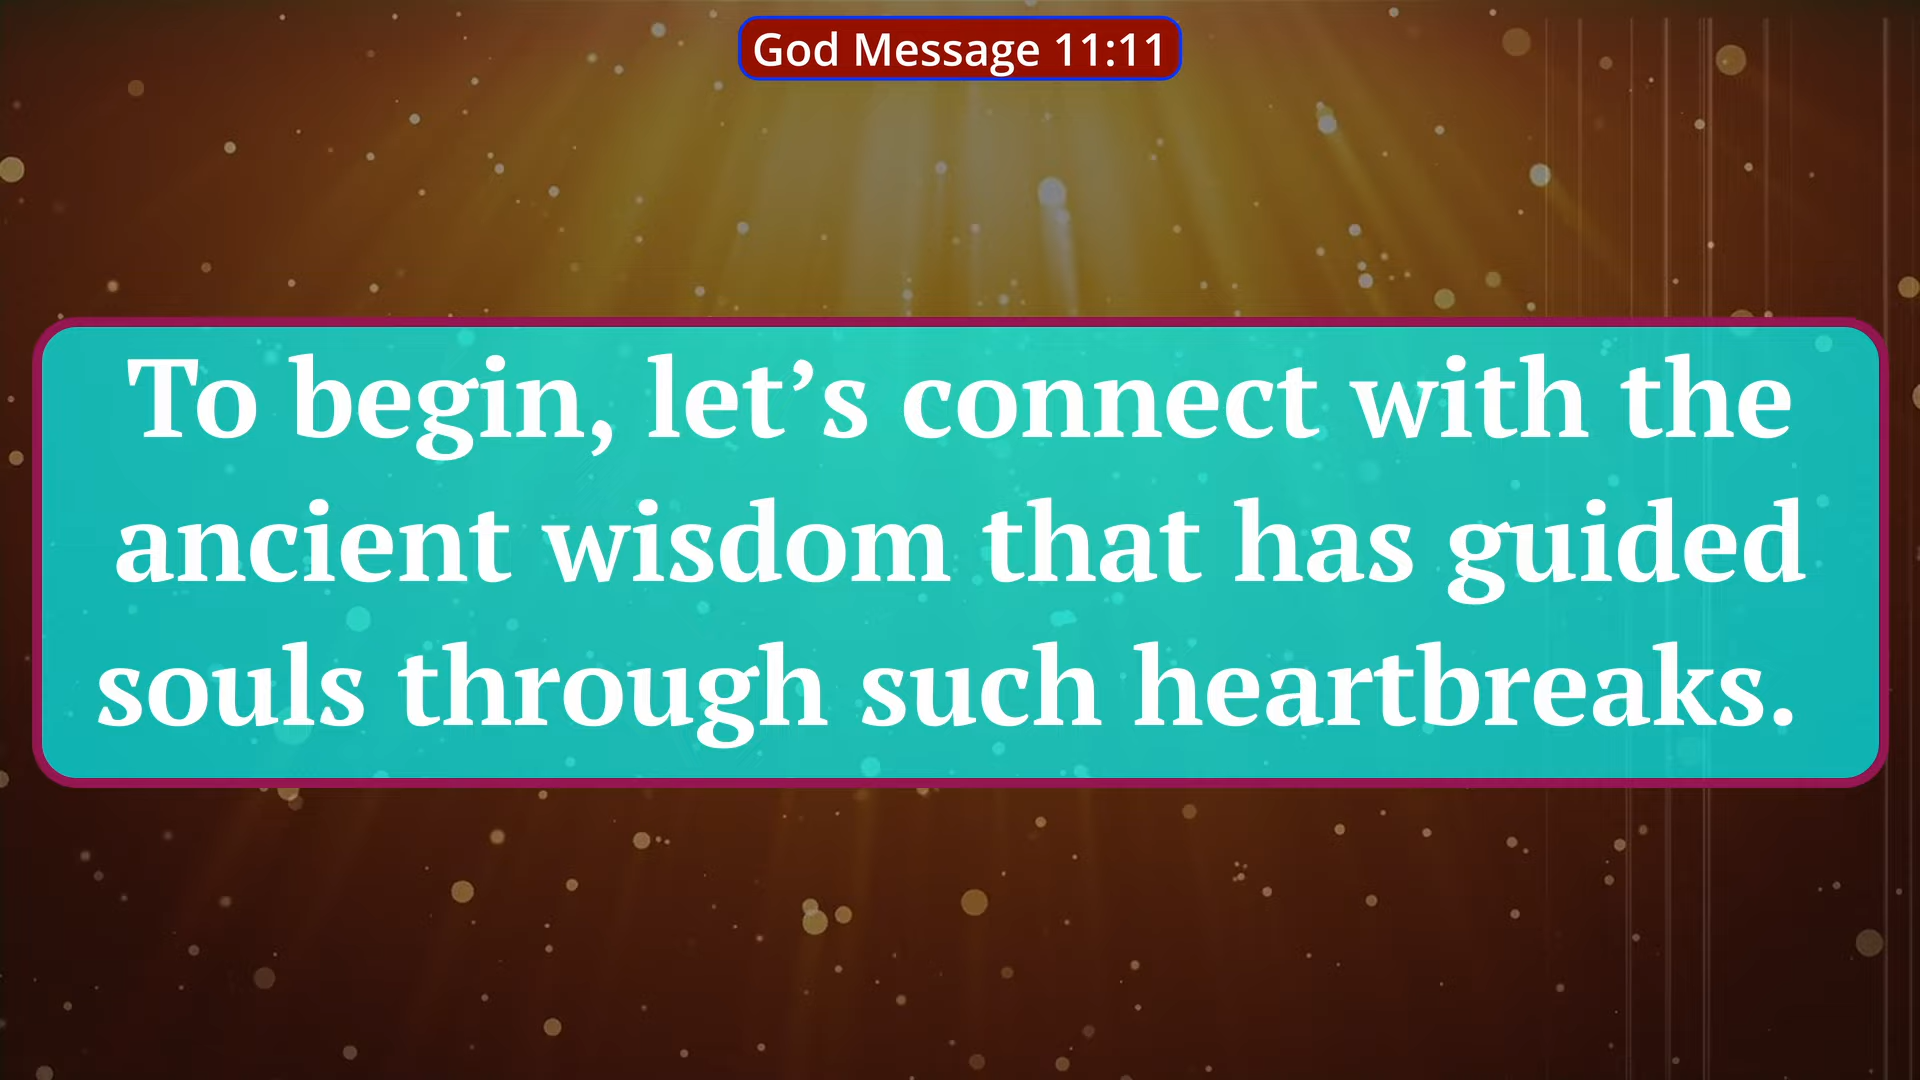 God Message 11:11
To begin, let’s connect with the
ancient wisdom that has guided
souls through such heartbreaks.